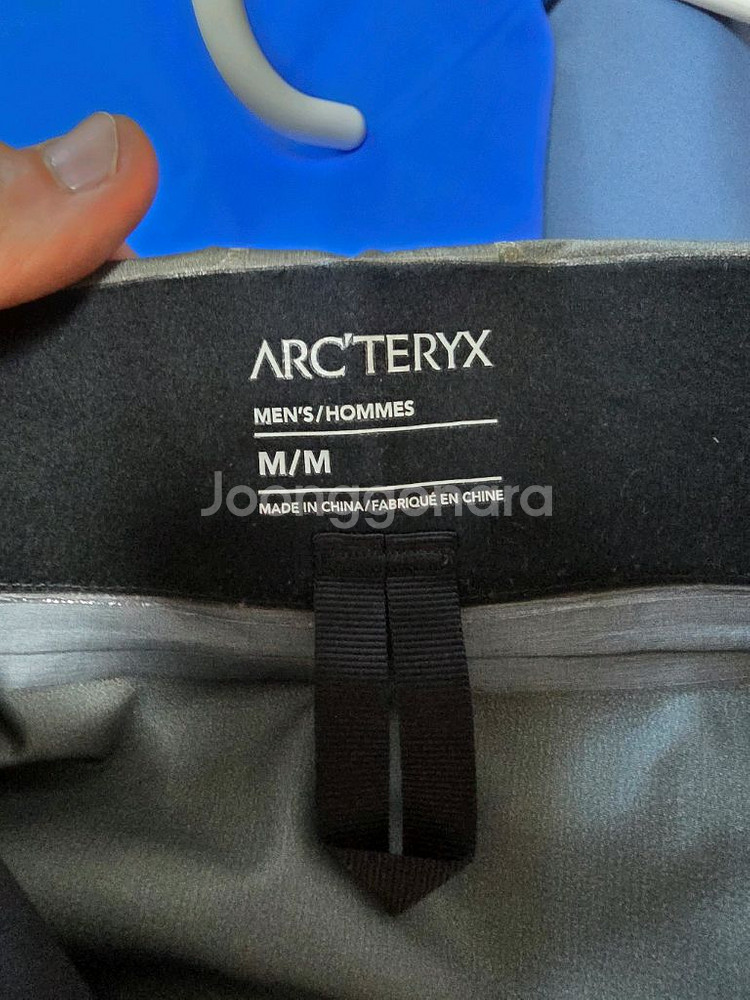 ARC'TERYX
MEN'S/HOMMES
M/M
Joonggonara
MADE IN CHINA/FABRIQUÉ EN CHINE